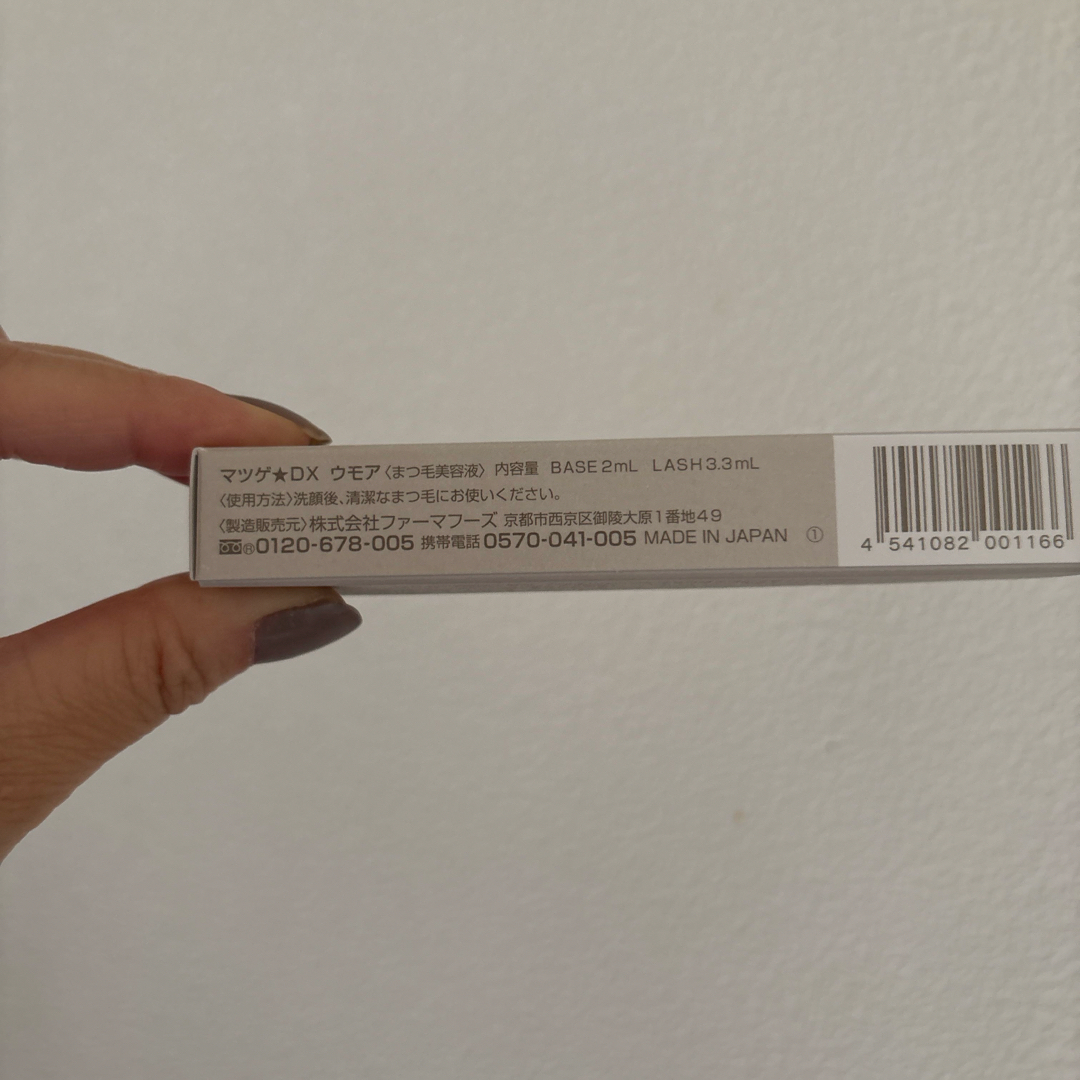 マツゲ★DX ウモア〈まつ毛美容液〉内容量 BASE2mL LASH3.3mL
〈使用方法〉洗顔後、清潔なまつ毛にお使いください。
〈製造販売元〉株式会社ファーマフーズ 京都市西京区御陵大原1番地49
0120-678-005 携帯電話 0570-041-005 MADE IN JAPAN ①
4 541082 001166